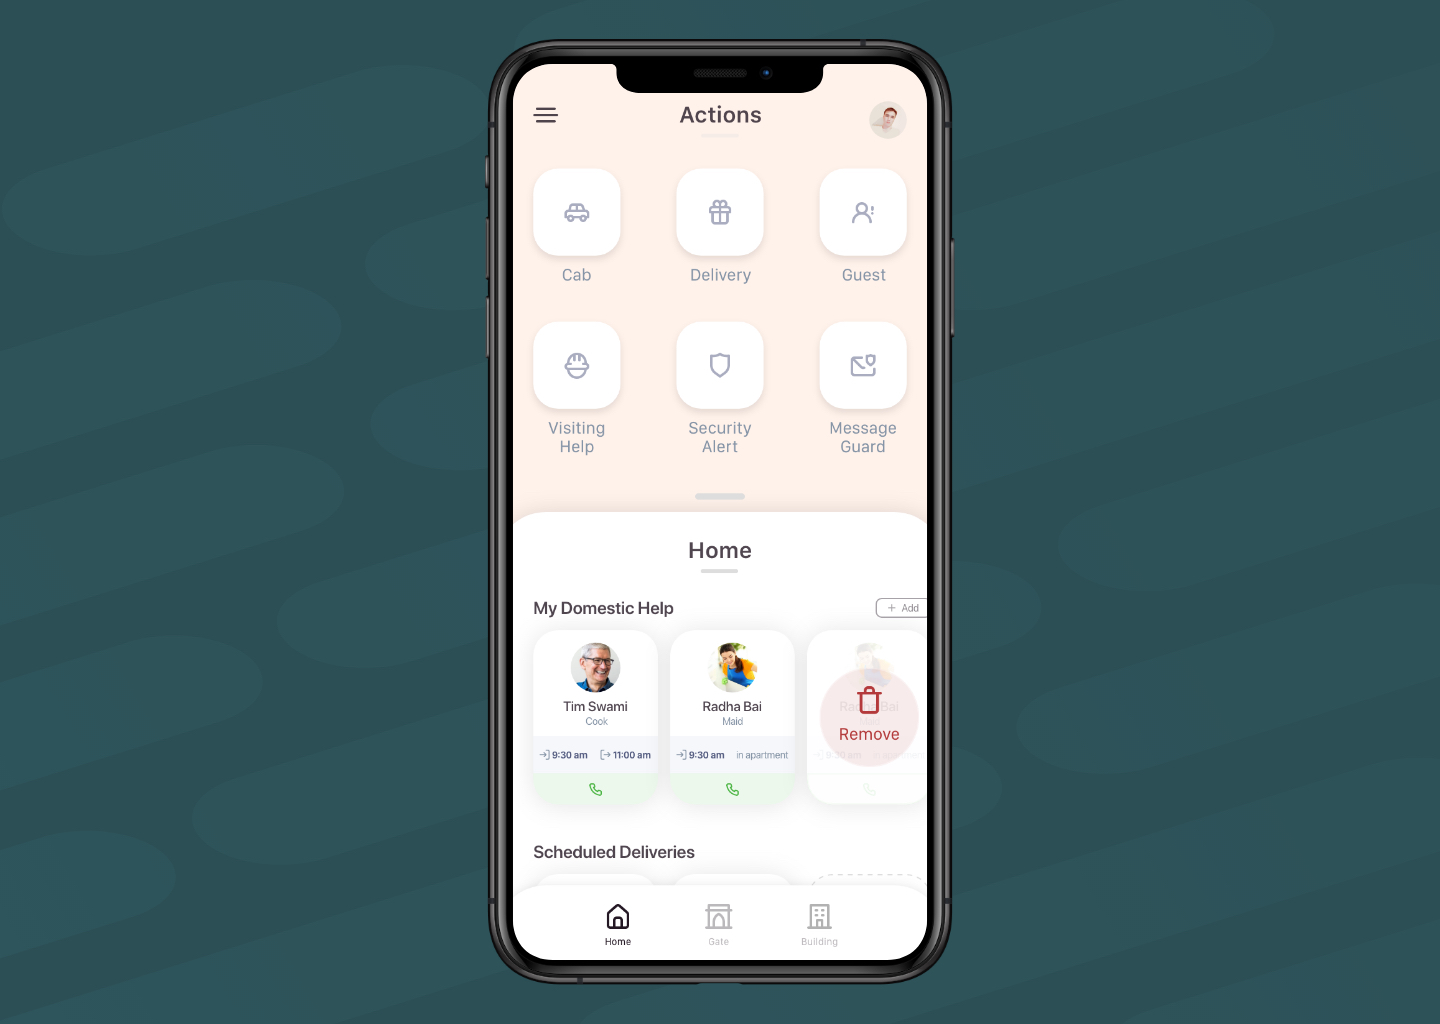 Actions
Cab
Delivery
Guest
Visiting
Help
Security
Alert
Message
Guard
Home
My Domestic Help
+ Add
Tim Swami
Cook
9:30 am
11:00 am
Radha Bai
Maid
9:30 am
in apartment
Radha Bai
Remove
Scheduled Deliveries
Home
Gate
Building